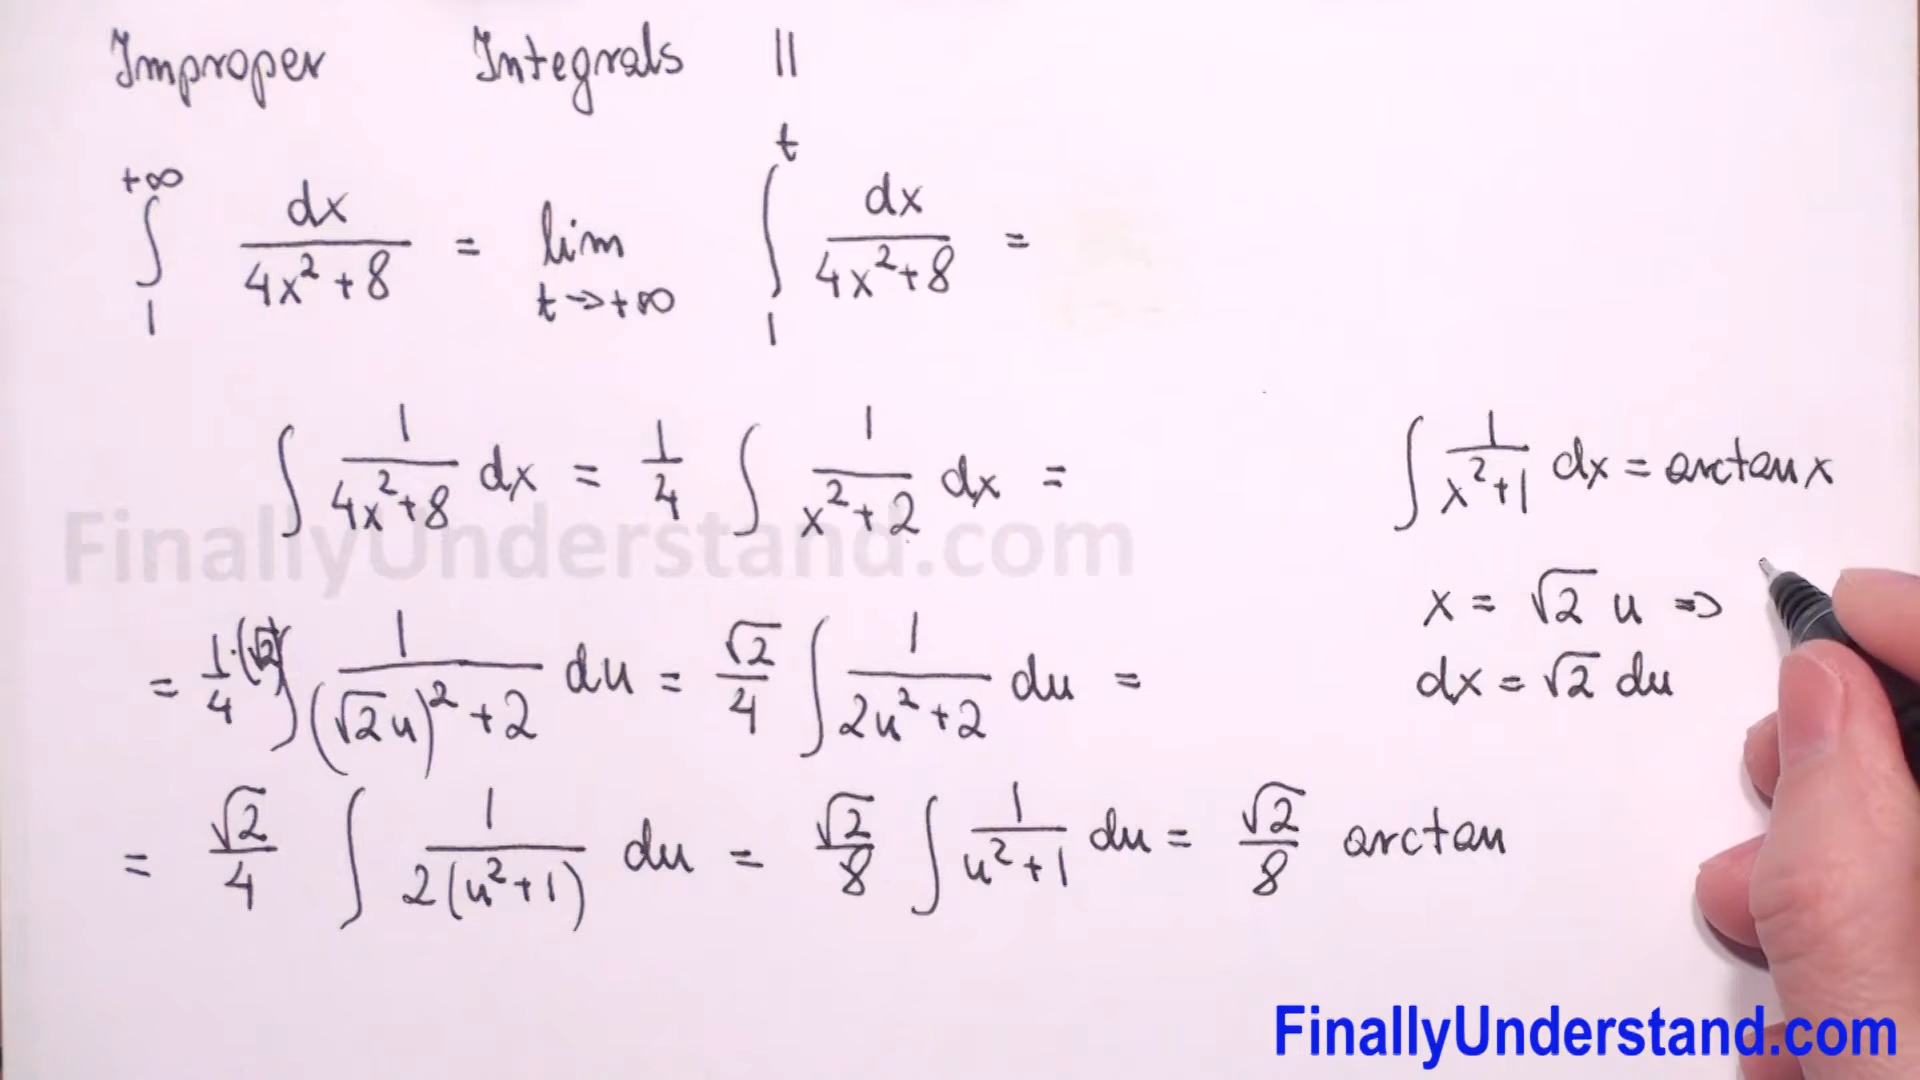 Improper Integrals II
∫₁^{+∞} dx/(4x²+8) = lim_{t→+∞} ∫₁^t dx/(4x²+8) =
∫ 1/(4x²+8) dx = 1/4 ∫ 1/(x²+2) dx =
∫ 1/(x²+1) dx = arctan x
FinallyUnderstand.com
x = √2 u ⇒
dx = √2 du
= 1/4·(√2) ∫ 1/((√2u)²+2) du = √2/4 ∫ 1/(2u²+2) du =
= √2/4 ∫ 1/(2(u²+1)) du = √2/8 ∫ 1/(u²+1) du = √2/8 arctan
FinallyUnderstand.com